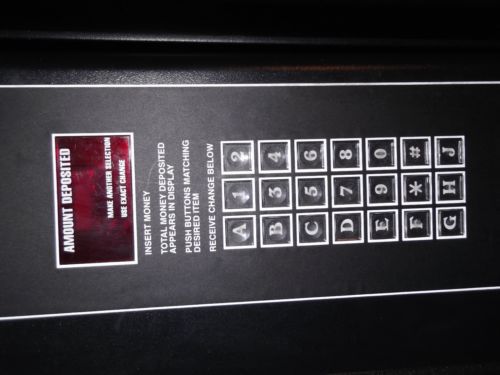 AMOUNT DEPOSITED
MAKE ANOTHER SELECTION
USE EXACT CHANGE
INSERT MONEY
TOTAL MONEY DEPOSITED
APPEARS IN DISPLAY
PUSH BUTTONS MATCHING
DESIRED ITEM
RECEIVE CHANGE BELOW
A 1 2
B 3 4
C 5 6
D 7 8
E 9 0
F * #
G H J